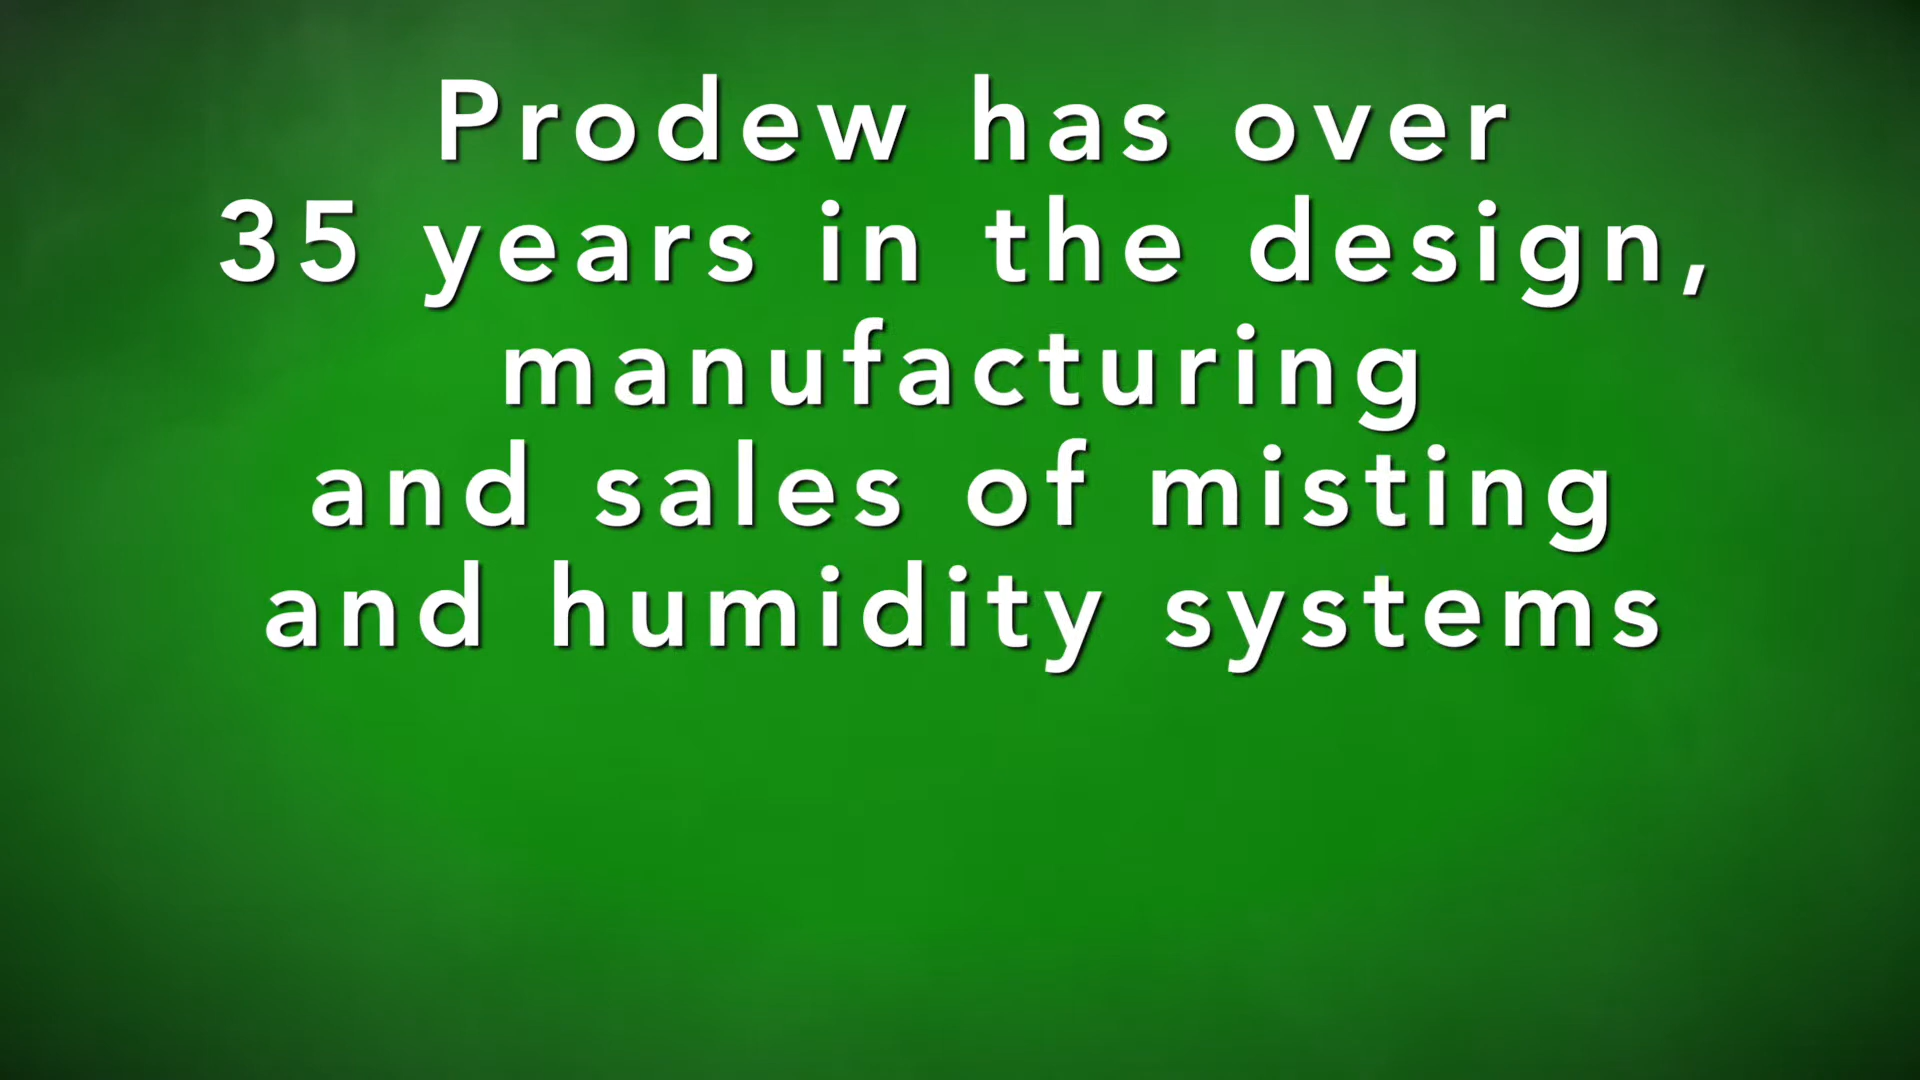 Prodew has over
35 years in the design,
manufacturing
and sales of misting
and humidity systems